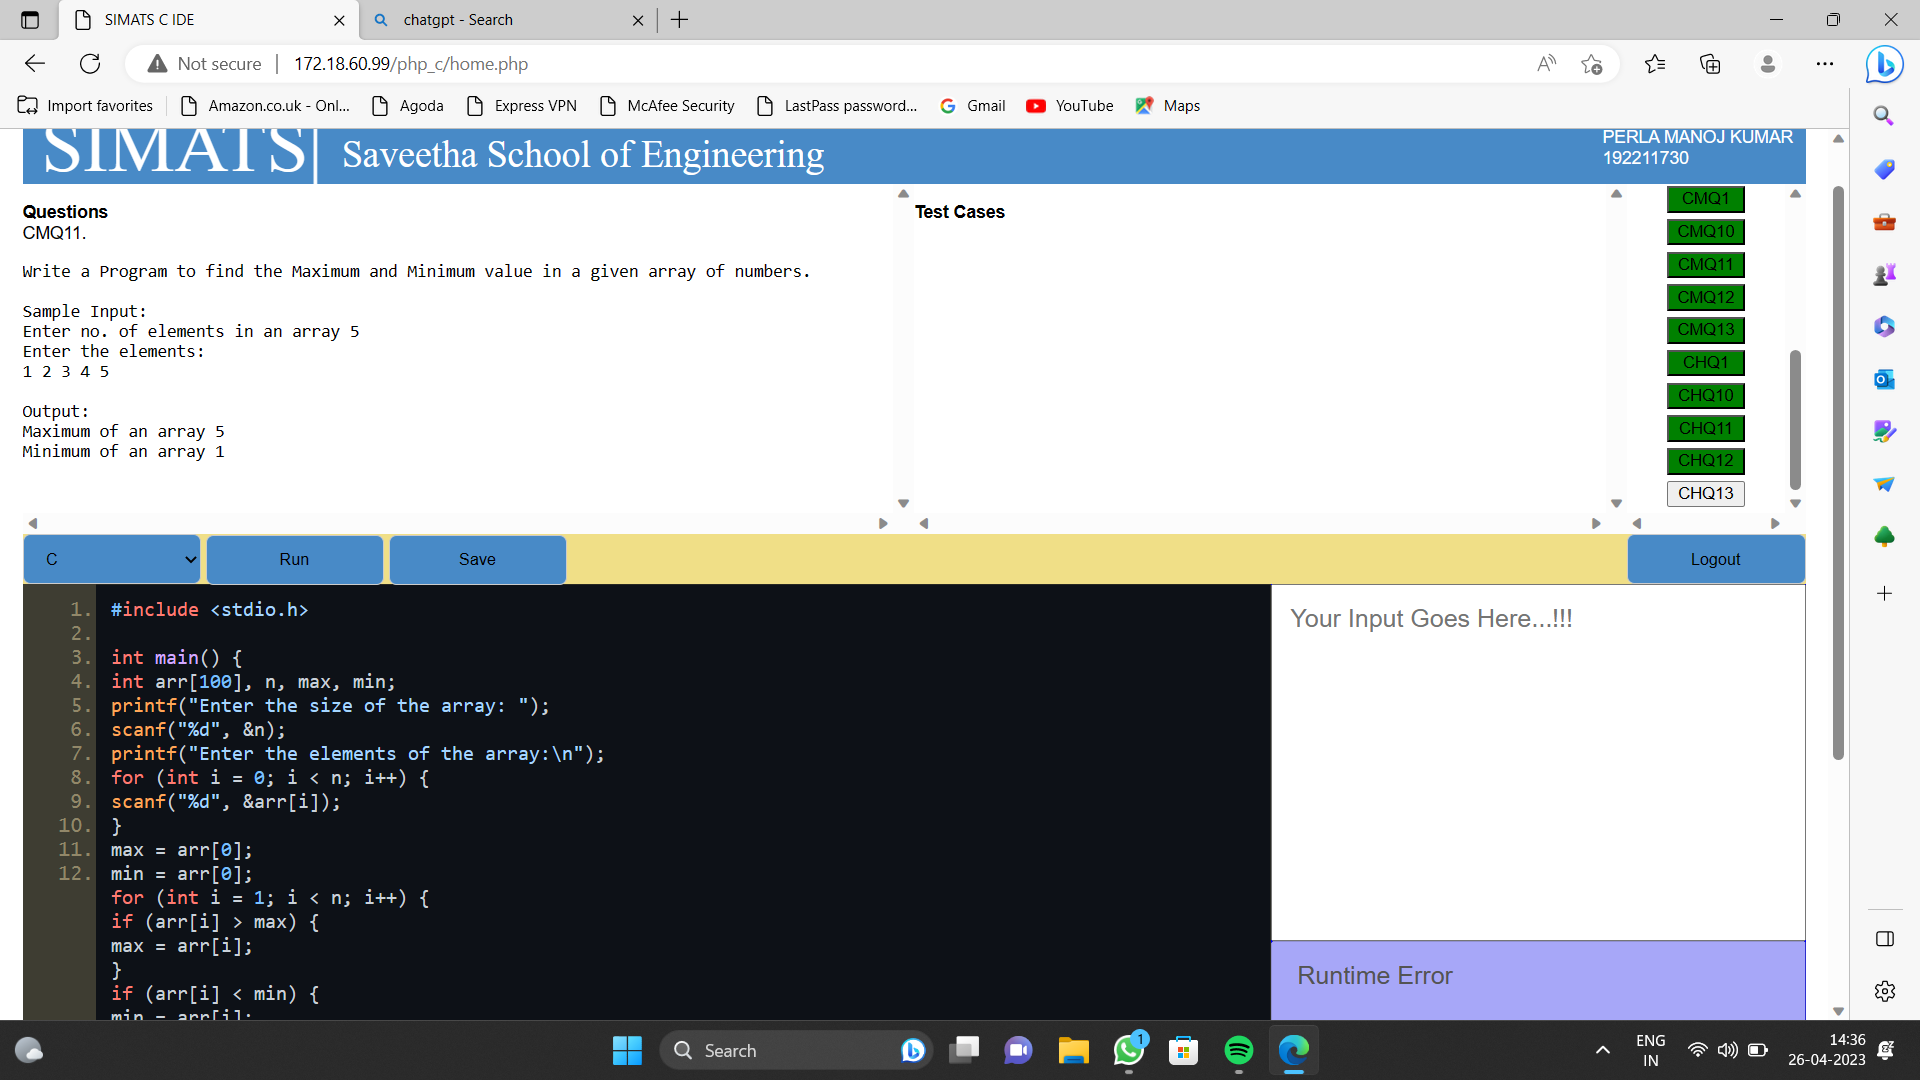 SIMATS C IDE
chatgpt - Search
Not secure
172.18.60.99/php_c/home.php
Import favorites
Amazon.co.uk - Onl...
Agoda
Express VPN
McAfee Security
LastPass password...
Gmail
YouTube
Maps
SIMATS
Saveetha School of Engineering
PERLA MANOJ KUMAR
192211730
Questions
CMQ11.
Write a Program to find the Maximum and Minimum value in a given array of numbers.
Sample Input:
Enter no. of elements in an array 5
Enter the elements:
1 2 3 4 5
Output:
Maximum of an array 5
Minimum of an array 1
Test Cases
CMQ1
CMQ10
CMQ11
CMQ12
CMQ13
CHQ1
CHQ10
CHQ11
CHQ12
CHQ13
C
Run
Save
Logout
1. #include <stdio.h>
2.
3. int main() {
4. int arr[100], n, max, min;
5. printf("Enter the size of the array: ");
6. scanf("%d", &n);
7. printf("Enter the elements of the array:\n");
8. for (int i = 0; i < n; i++) {
9. scanf("%d", &arr[i]);
10. }
11. max = arr[0];
12. min = arr[0];
for (int i = 1; i < n; i++) {
if (arr[i] > max) {
max = arr[i];
}
if (arr[i] < min) {
min = arr[i];
Your Input Goes Here...!!!
Runtime Error
Search
1
ENG
IN
14:36
26-04-2023